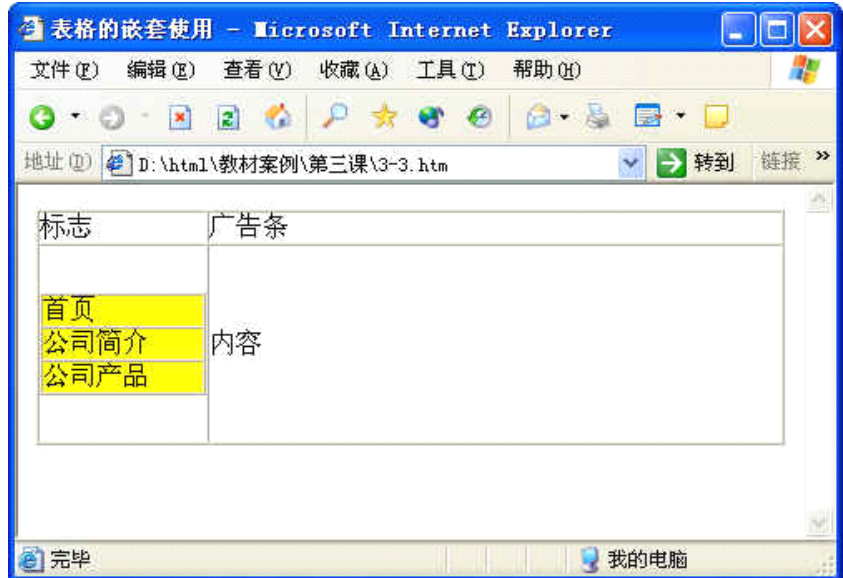 表格的嵌套使用 - Microsoft Internet Explorer
文件(F) 编辑(E) 查看(V) 收藏(A) 工具(T) 帮助(H)
地址(D) D:\html\教材案例\第三课\3-3.htm 转到 链接 »
标志 广告条
首页
公司简介 内容
公司产品
完毕 我的电脑